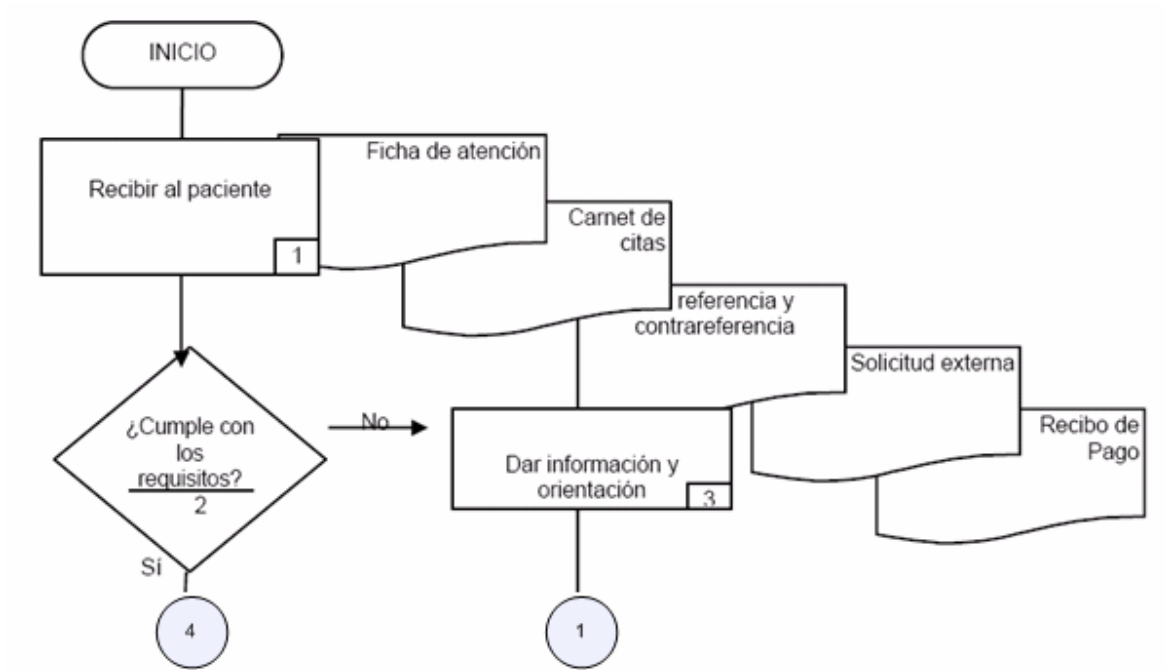 INICIO
Recibir al paciente
1
Ficha de atención
Carnet de
citas
referencia y
contrareferencia
Solicitud externa
Recibo de
Pago
¿Cumple con
los
requisitos?
2
No
Dar información y
orientación
3
Sí
4
1